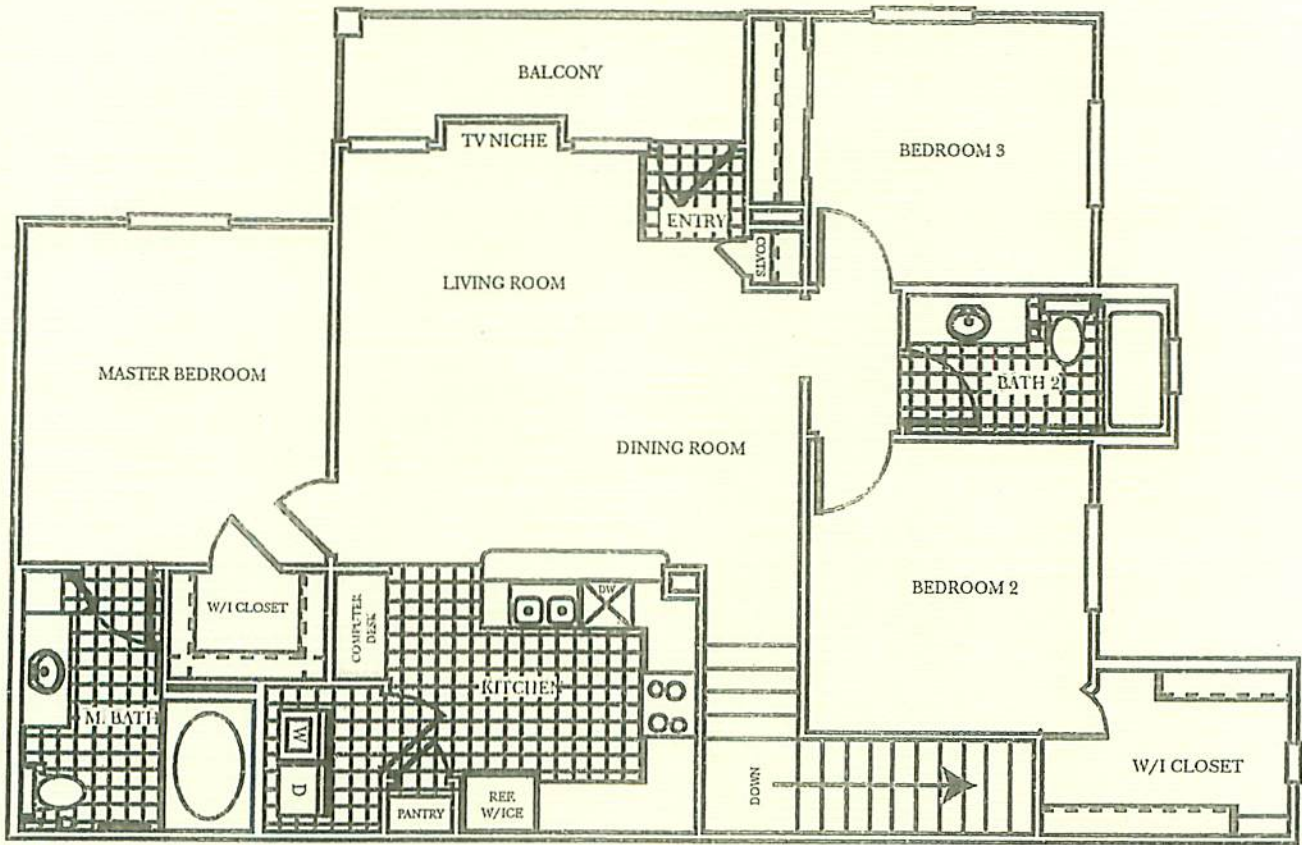 BALCONY
TV NICHE
BEDROOM 3
ENTRY
COATS
LIVING ROOM
MASTER BEDROOM
BATH 2
DINING ROOM
W/I CLOSET
COMPUTER
DESK
DW
BEDROOM 2
KITCHEN
M. BATH
W
D
PANTRY
REF.
W/ICE
DOWN
W/I CLOSET